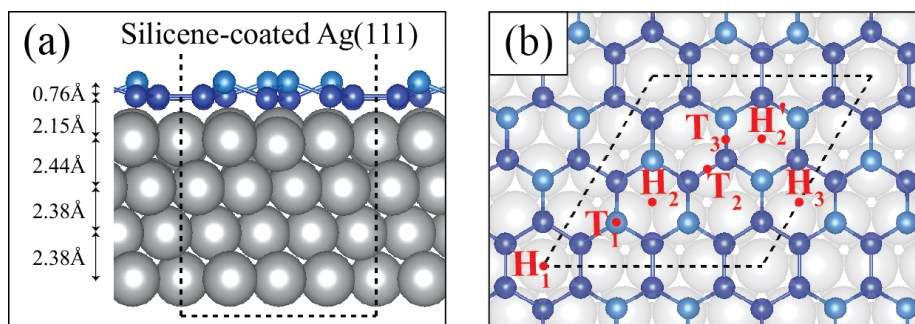 (a)
Silicene-coated Ag(111)
0.76Å
2.15Å
2.44Å
2.38Å
2.38Å
(b)
T₃
H₂'
H₂
T₂
H₃
T₁
H₁